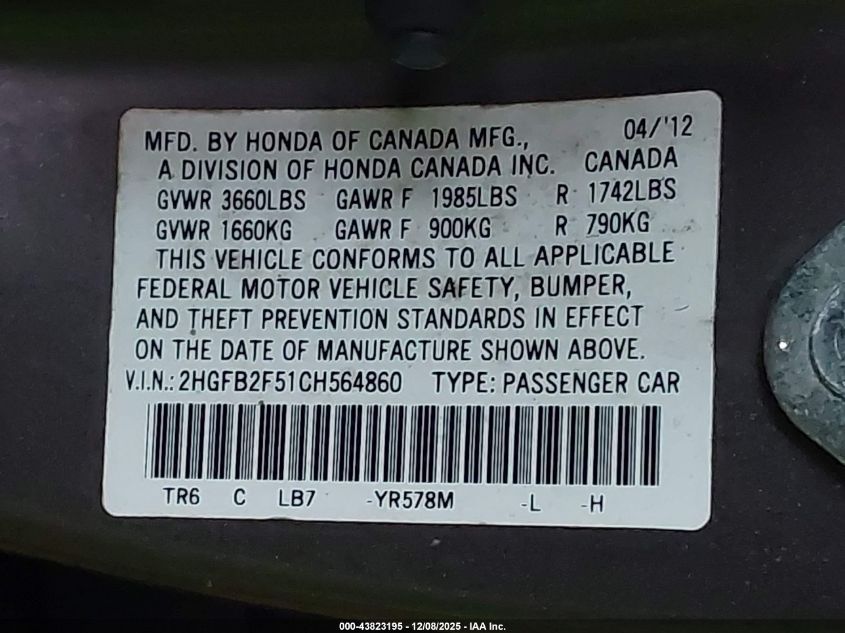 MFD. BY HONDA OF CANADA MFG., 04/'12
A DIVISION OF HONDA CANADA INC. CANADA
GVWR 3660LBS GAWR F 1985LBS R 1742LBS
GVWR 1660KG GAWR F 900KG R 790KG
THIS VEHICLE CONFORMS TO ALL APPLICABLE
FEDERAL MOTOR VEHICLE SAFETY, BUMPER,
AND THEFT PREVENTION STANDARDS IN EFFECT
ON THE DATE OF MANUFACTURE SHOWN ABOVE.
V.I.N.: 2HGFB2F51CH564860 TYPE: PASSENGER CAR
TR6 C LB7 -YR578M -L -H
000-43823195 - 12/08/2025 - IAA Inc.